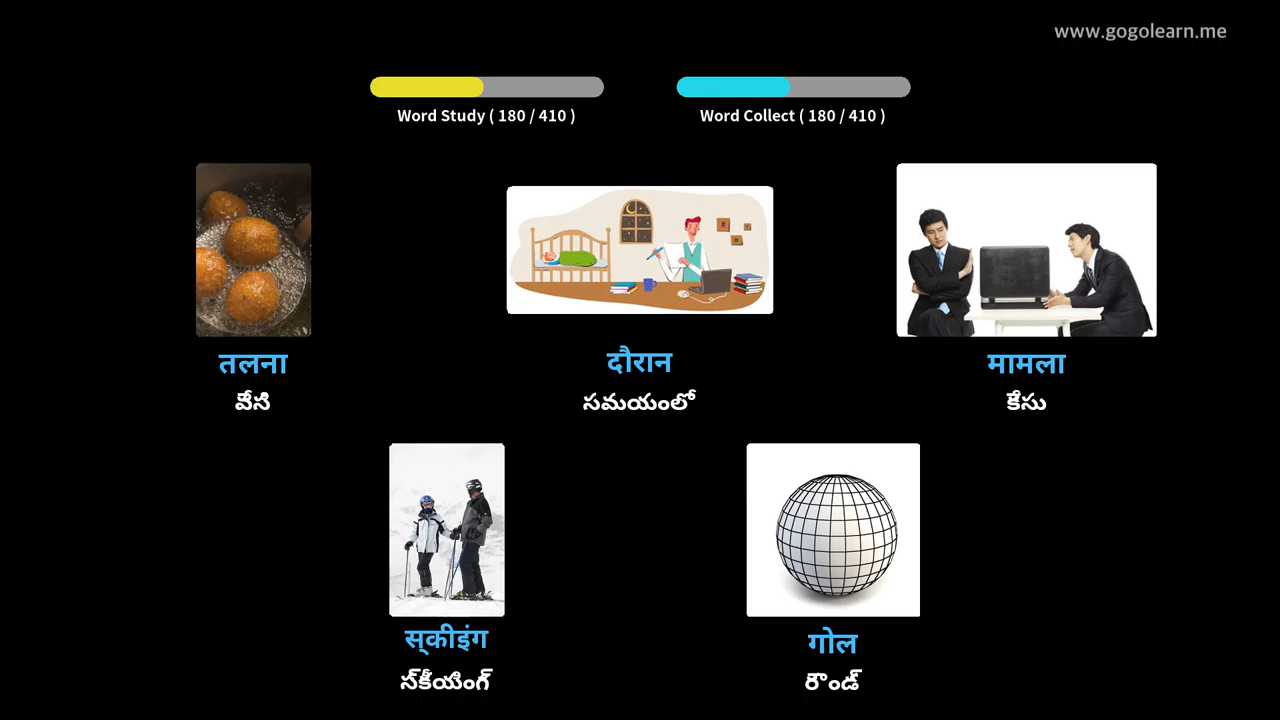 www.gogolearn.me
Word Study ( 180 / 410 )
Word Collect ( 180 / 410 )
तलना
వేసి
दौरान
సమయంలో
मामला
కేసు
स्कीइंग
స్కీయింగ్
गोल
రౌండ్